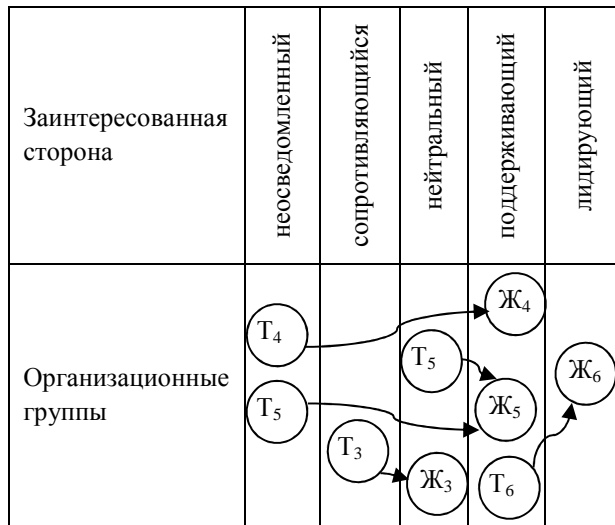 Заинтересованная
сторона
неосведомленный
сопротивляющийся
нейтральный
поддерживающий
лидирующий
Организационные
группы
Т4
Ж4
Т5
Ж6
Т5
Ж5
Т3
Ж3
Т6